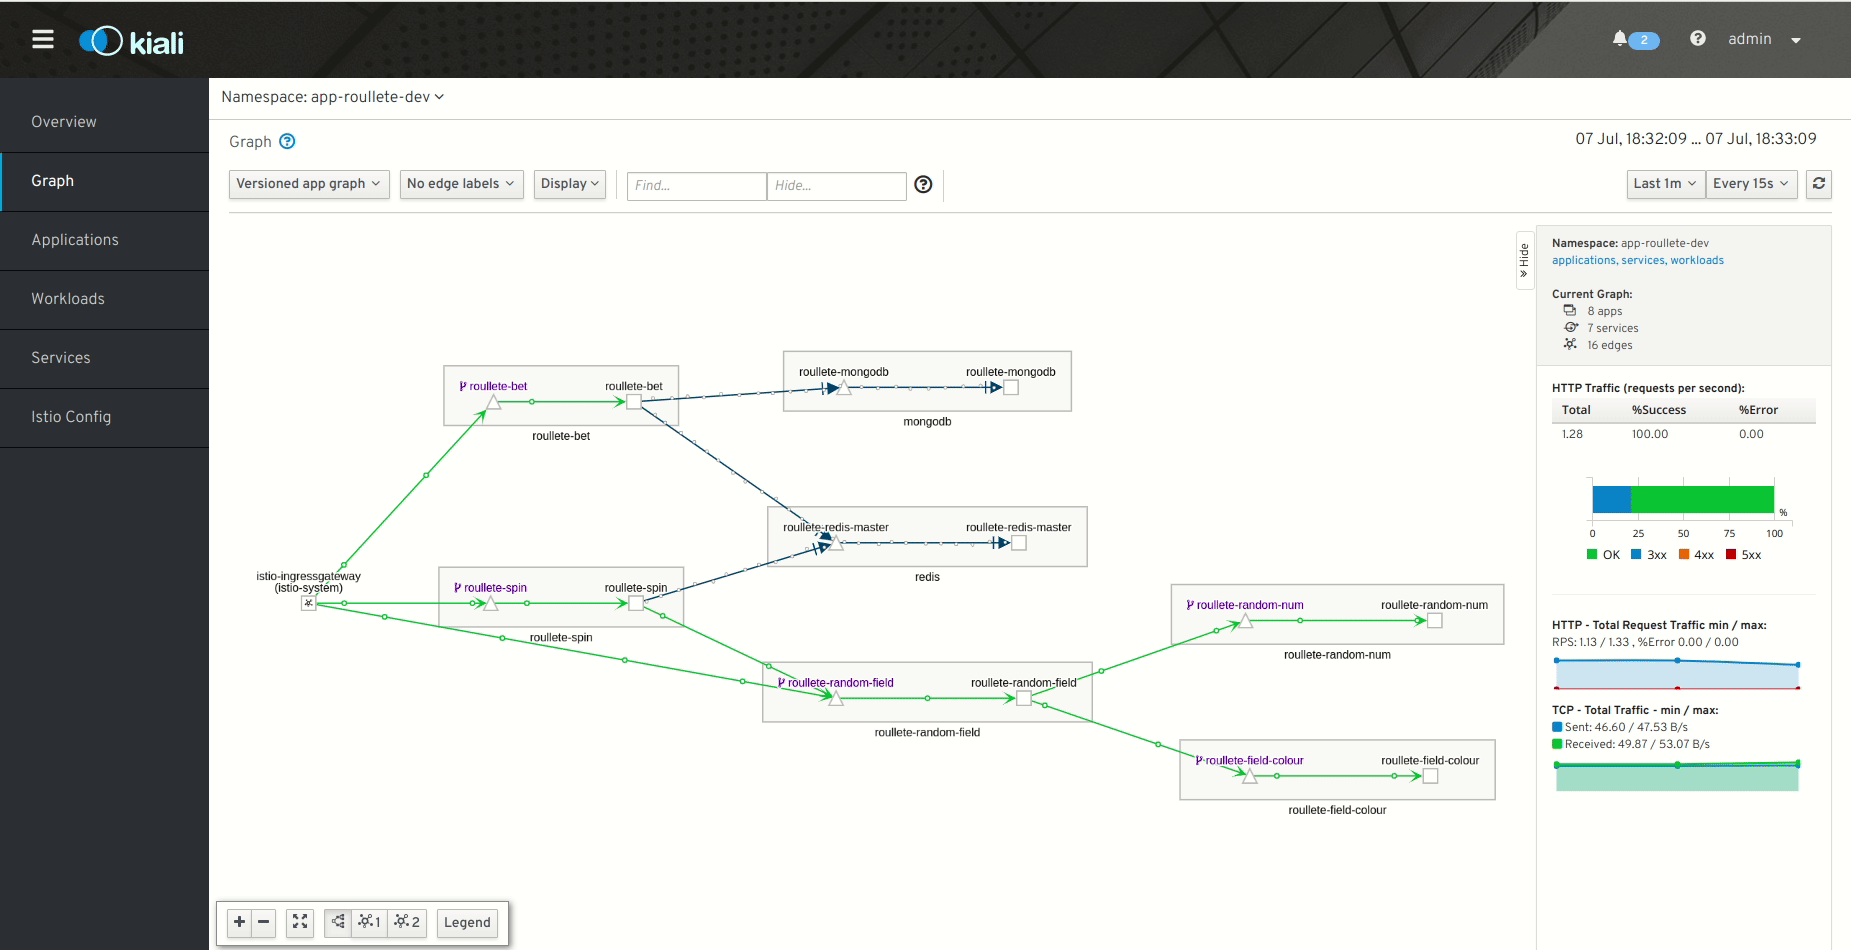 kiali
2
admin
Overview
Graph
Applications
Workloads
Services
Istio Config
Namespace: app-roullete-dev
Graph
07 Jul, 18:32:09 ... 07 Jul, 18:33:09
Versioned app graph
No edge labels
Display
Find...
Hide...
Last 1m
Every 15s
Hide
roullete-bet
roullete-bet
roullete-bet
roullete-mongodb
roullete-mongodb
mongodb
roullete-redis-master
roullete-redis-master
redis
istio-ingressgateway
(istio-system)
roullete-spin
roullete-spin
roullete-spin
roullete-random-num
roullete-random-num
roullete-random-num
roullete-random-field
roullete-random-field
roullete-random-field
roullete-field-colour
roullete-field-colour
roullete-field-colour
1
2
Legend
Namespace: app-roullete-dev
applications, services, workloads
Current Graph:
8 apps
7 services
16 edges
HTTP Traffic (requests per second):
Total %Success %Error
1.28 100.00 0.00
%
0 25 50 75 100
OK 3xx 4xx 5xx
HTTP - Total Request Traffic min / max:
RPS: 1.13 / 1.33 , %Error 0.00 / 0.00
TCP - Total Traffic - min / max:
Sent: 46.60 / 47.53 B/s
Received: 49.87 / 53.07 B/s